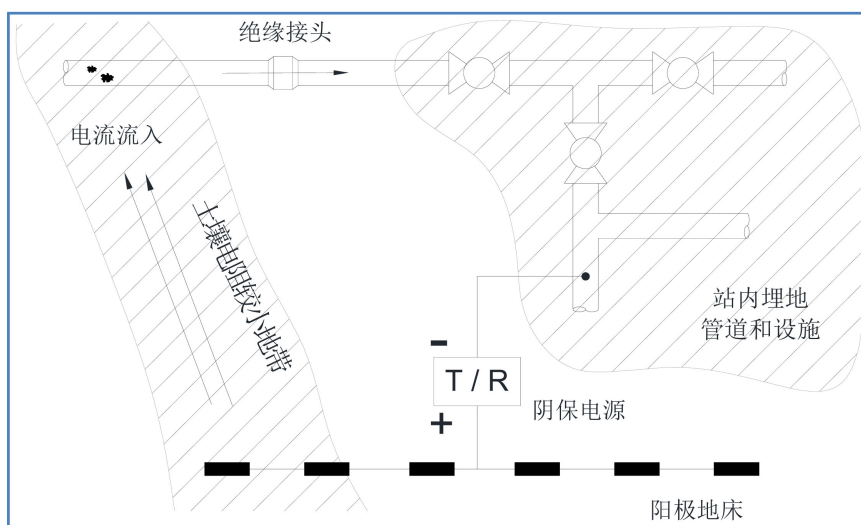 绝缘接头
电流流入
土壤电阻较小地带
站内埋地
管道和设施
-
T / R
+
阴保电源
阳极地床